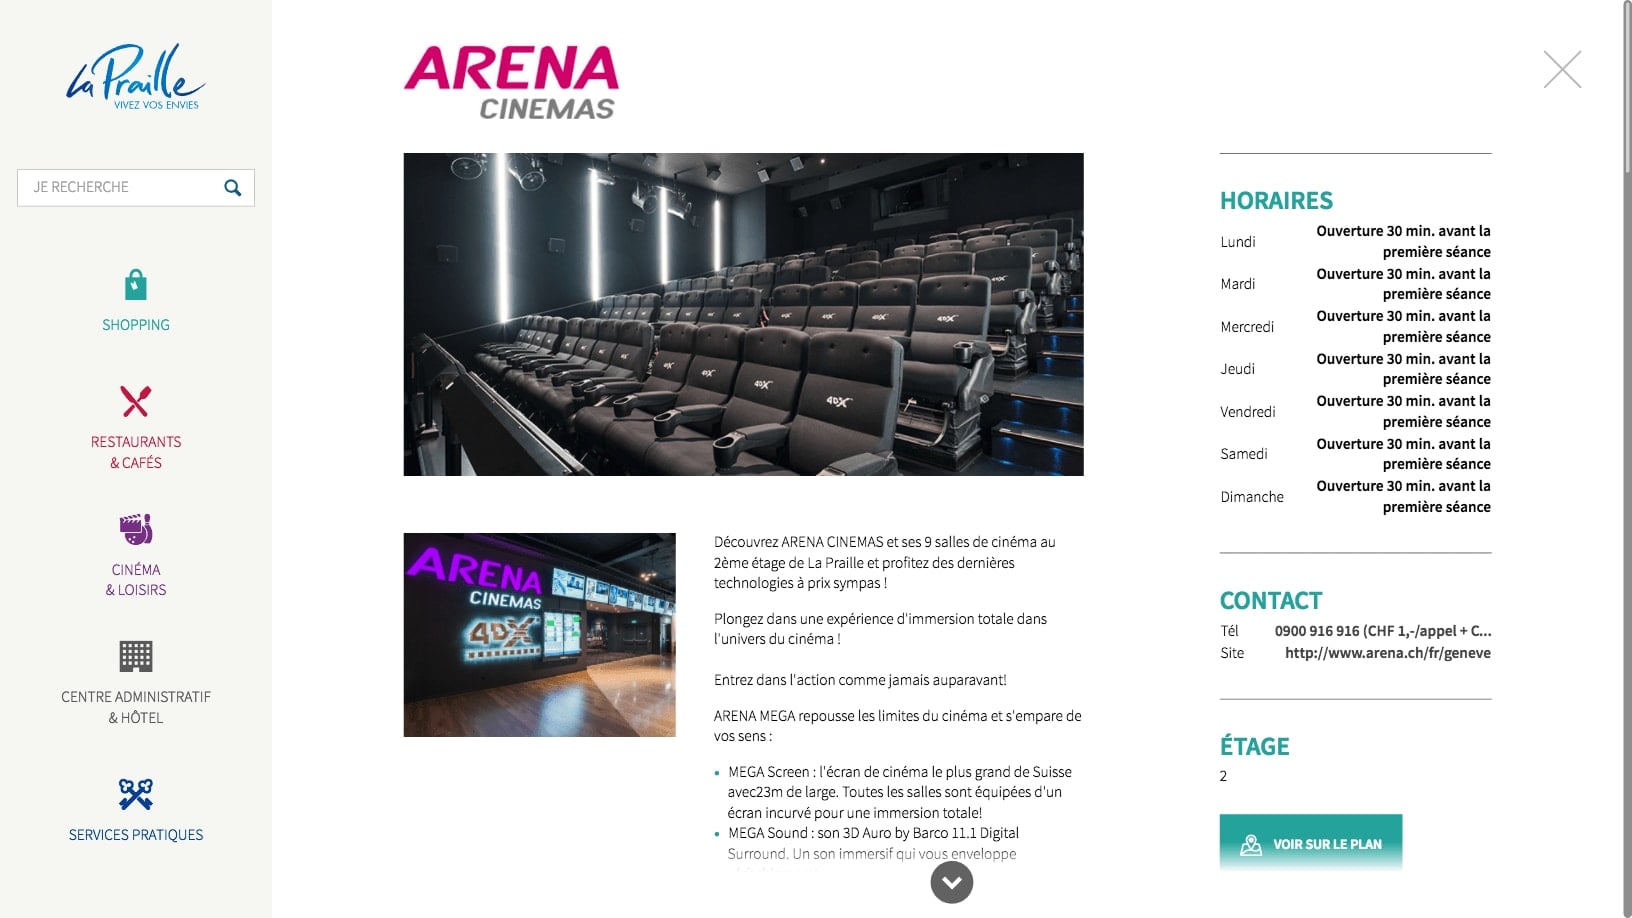 La Praille
VIVEZ VOS ENVIES
JE RECHERCHE
SHOPPING
RESTAURANTS
& CAFÉS
CINÉMA
& LOISIRS
CENTRE ADMINISTRATIF
& HÔTEL
SERVICES PRATIQUES
ARENA
CINEMAS
4DX
4DX
4DX
4DX
4DX
4DX
4DX
ARENA
CINEMAS
4DX
Découvrez ARENA CINEMAS et ses 9 salles de cinéma au
2ème étage de La Praille et profitez des dernières
technologies à prix sympas !
Plongez dans une expérience d'immersion totale dans
l'univers du cinéma !
Entrez dans l'action comme jamais auparavant!
ARENA MEGA repousse les limites du cinéma et s'empare de
vos sens :
• MEGA Screen : l'écran de cinéma le plus grand de Suisse
avec23m de large. Toutes les salles sont équipées d'un
écran incurvé pour une immersion totale!
• MEGA Sound : son 3D Auro by Barco 11.1 Digital
Surround. Un son immersif qui vous enveloppe
HORAIRES
Lundi Ouverture 30 min. avant la
première séance
Mardi Ouverture 30 min. avant la
première séance
Mercredi Ouverture 30 min. avant la
première séance
Jeudi Ouverture 30 min. avant la
première séance
Vendredi Ouverture 30 min. avant la
première séance
Samedi Ouverture 30 min. avant la
première séance
Dimanche Ouverture 30 min. avant la
première séance
CONTACT
Tél 0900 916 916 (CHF 1,-/appel + C...
Site http://www.arena.ch/fr/geneve
ÉTAGE
2
VOIR SUR LE PLAN